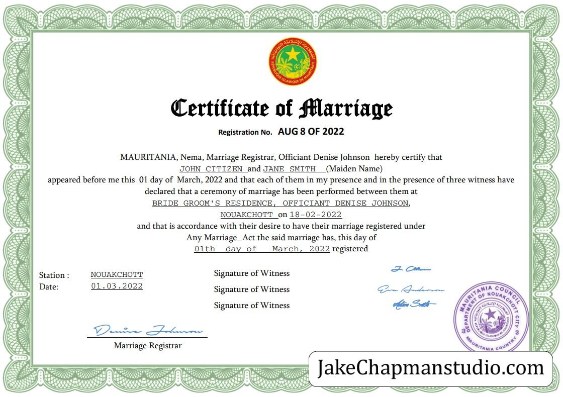 Certificate of Marriage
Registration No. AUG 8 OF 2022
MAURITANIA, Nema, Marriage Registrar, Officiant Denise Johnson hereby certify that
JOHN CITIZEN and JANE SMITH (Maiden Name)
appeared before me this 01 day of March, 2022 and that each of them in my presence and in the presence of three witness have
declared that a ceremony of marriage has been performed between them at
BRIDE GROOM'S RESIDENCE, OFFICIANT DENISE JOHNSON,
NOUAKCHOTT on 18-02-2022
and that is accordance with their desire to have their marriage registered under
Any Marriage Act the said marriage has, this day of
01th day of March, 2022 registered
Station : NOUAKCHOTT
Date: 01.03.2022
Signature of Witness
Signature of Witness
Eva Anderson
Signature of Witness
Denise Johnson
Marriage Registrar
MAURITANIA COUNCIL
DEPARTMENT OF NOUAKCHOTT CITY
MAURITANIA COUNTRY
JakeChapmanstudio.com